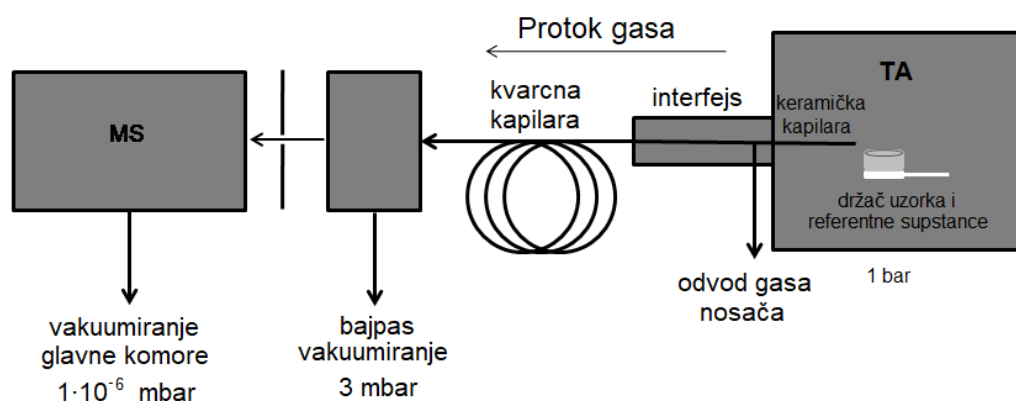 Protok gasa
TA
interfejs
keramička
kapilara
kvarcna
kapilara
MS
držač uzorka i
referentne supstance
1 bar
odvod gasa
nosača
bajpas
vakuumiranje
3 mbar
vakuumiranje
glavne komore
1·10⁻⁶ mbar